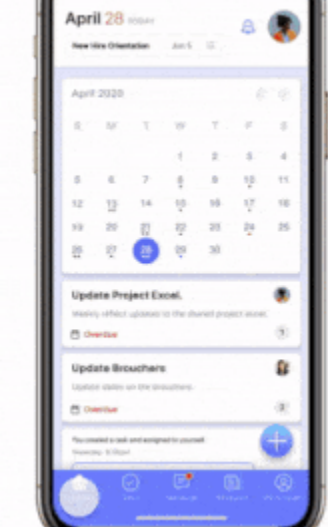 April 28 TODAY
New Hire Orientation Jun 5
April 2020
S M T W T F S
1 2 3 4
5 6 7 8 9 10 11
12 13 14 15 16 17 18
19 20 21 22 23 24 25
26 27 28 29 30
Update Project Excel.
Weekly effect updates to the shared project excel.
Overdue
Update Brouchers
Update dates on the brouchers.
Overdue
2
You created a task and assigned to yourself.